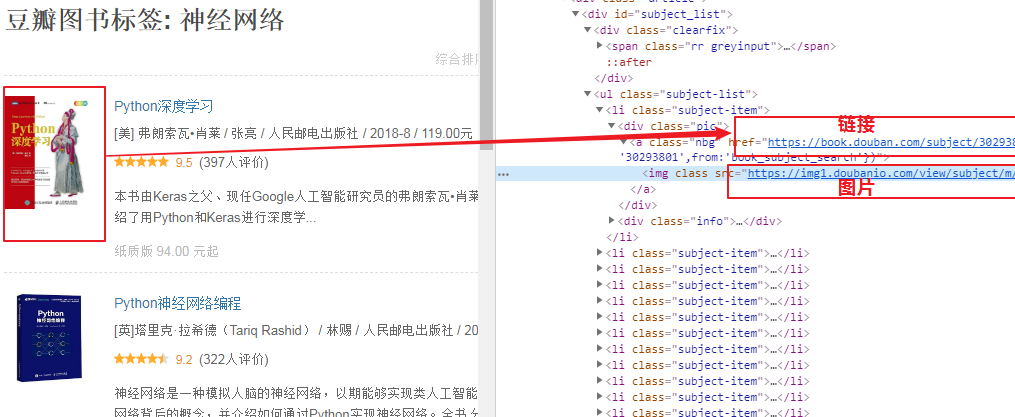 豆瓣图书标签: 神经网络
综合排序
Python深度学习
[美] 弗朗索瓦•肖莱 / 张亮 / 人民邮电出版社 / 2018-8 / 119.00元
9.5 (397人评价)
本书由Keras之父、现任Google人工智能研究员的弗朗索瓦•肖莱
绍了用Python和Keras进行深度学...
纸质版 94.00 元起
Python
深度学习
Python神经网络编程
[英]塔里克·拉希德（Tariq Rashid） / 林赐 / 人民邮电出版社 / 20
9.2 (322人评价)
神经网络是一种模拟人脑的神经网络，以期能够实现类人工智能
网络背后的概念，并介绍如何通过Python实现神经网络。全书分
Python
神经网络编程
<div id="subject_list">
<div class="clearfix">
<span class="rr greyinput">…</span>
::after
</div>
<ul class="subject-list">
<li class="subject-item">
<div class="pic">
链接
<a class="nbg" href="https://book.douban.com/subject/302938
'30293801',from:'book_subject_search'})">
<img class src="https://img1.doubanio.com/view/subject/m/
图片
</a>
</div>
<div class="info">…</div>
</li>
<li class="subject-item">…</li>
<li class="subject-item">…</li>
<li class="subject-item">…</li>
<li class="subject-item">…</li>
<li class="subject-item">…</li>
<li class="subject-item">…</li>
<li class="subject-item">…</li>
<li class="subject-item">…</li>
<li class="subject-item">…</li>
<li class="subject-item">…</li>
<li class="subject-item">…</li>